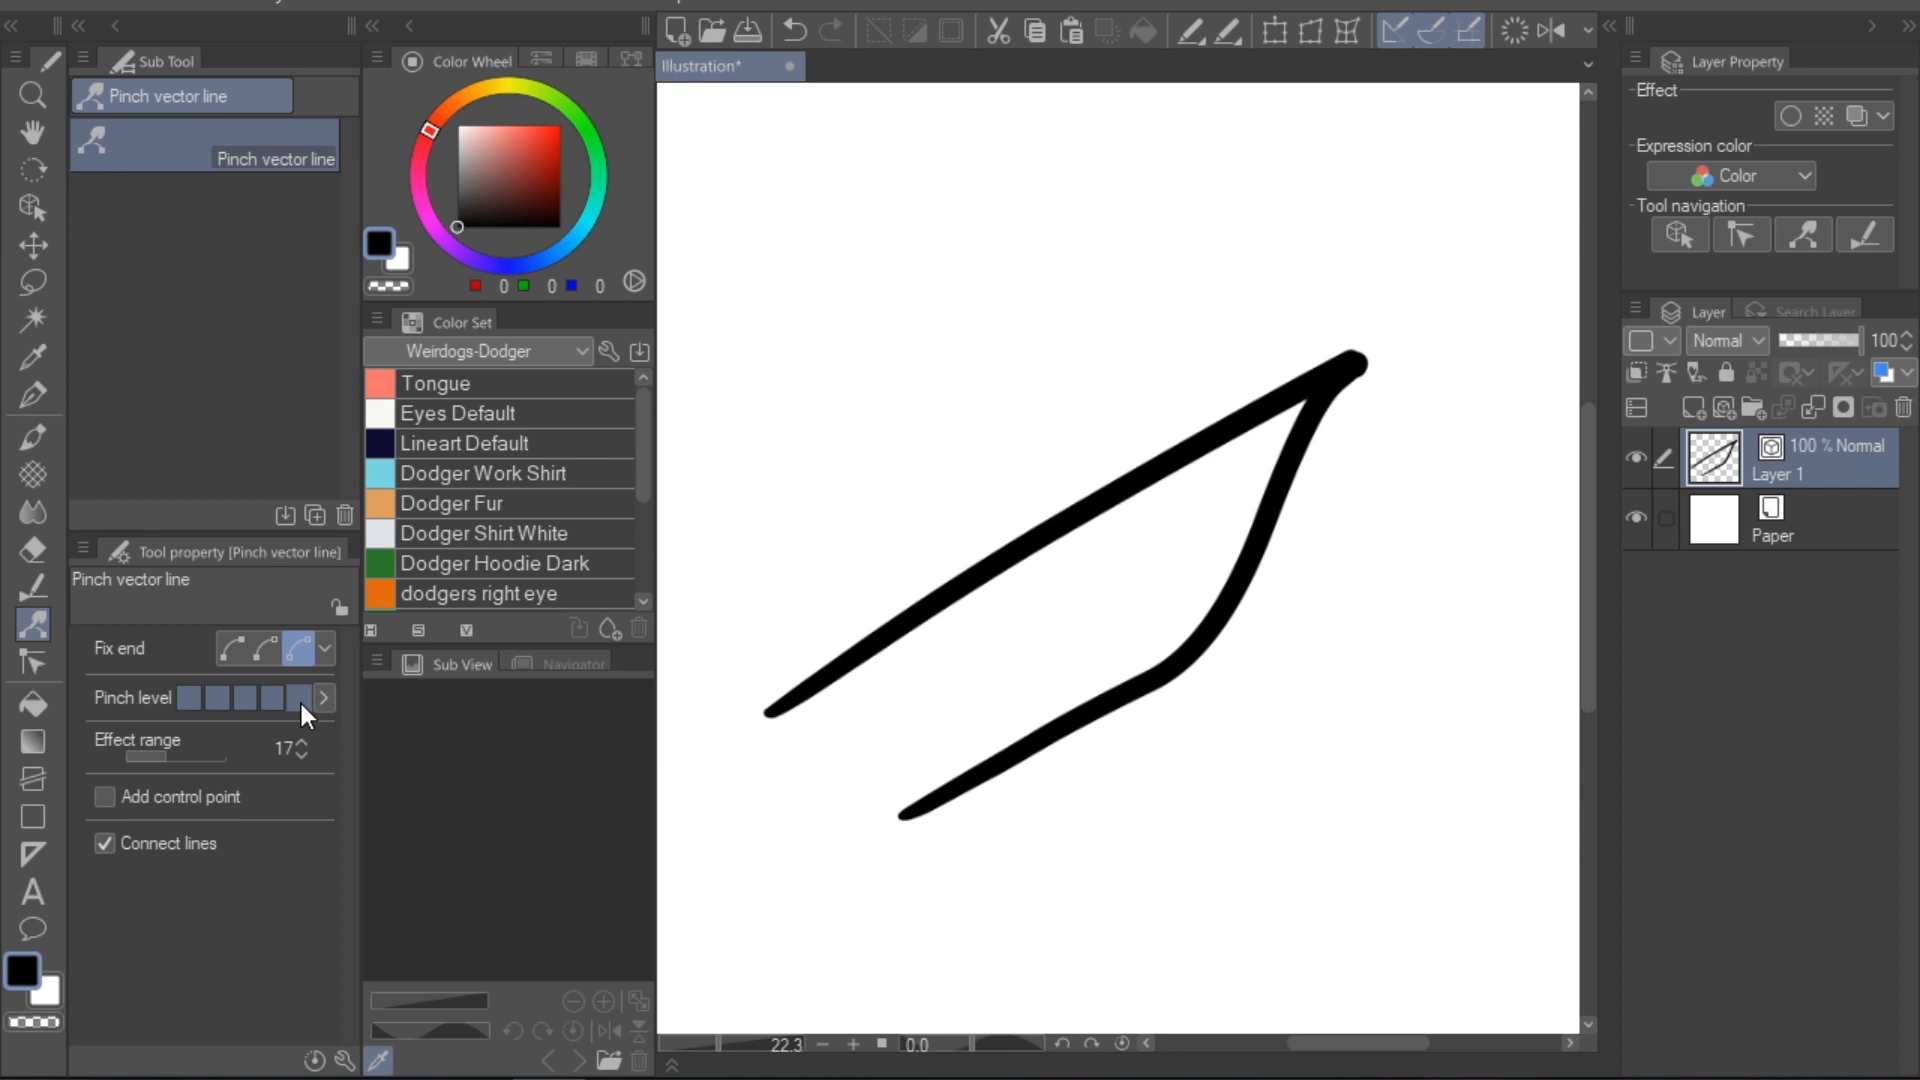 Sub Tool
Pinch vector line
Pinch vector line
Tool property [Pinch vector line]
Pinch vector line
Fix end
Pinch level
Effect range
17
Add control point
Connect lines
A
Color Wheel
0
0
0
Color Set
Weirdogs-Dodger
Tongue
Eyes Default
Lineart Default
Dodger Work Shirt
Dodger Fur
Dodger Shirt White
Dodger Hoodie Dark
dodgers right eye
H
S
V
Sub View
Navigator
Illustration*
22.3
0.0
Layer Property
Effect
Expression color
Color
Tool navigation
Layer
Search Layer
Normal
100
100 % Normal
Layer 1
Paper